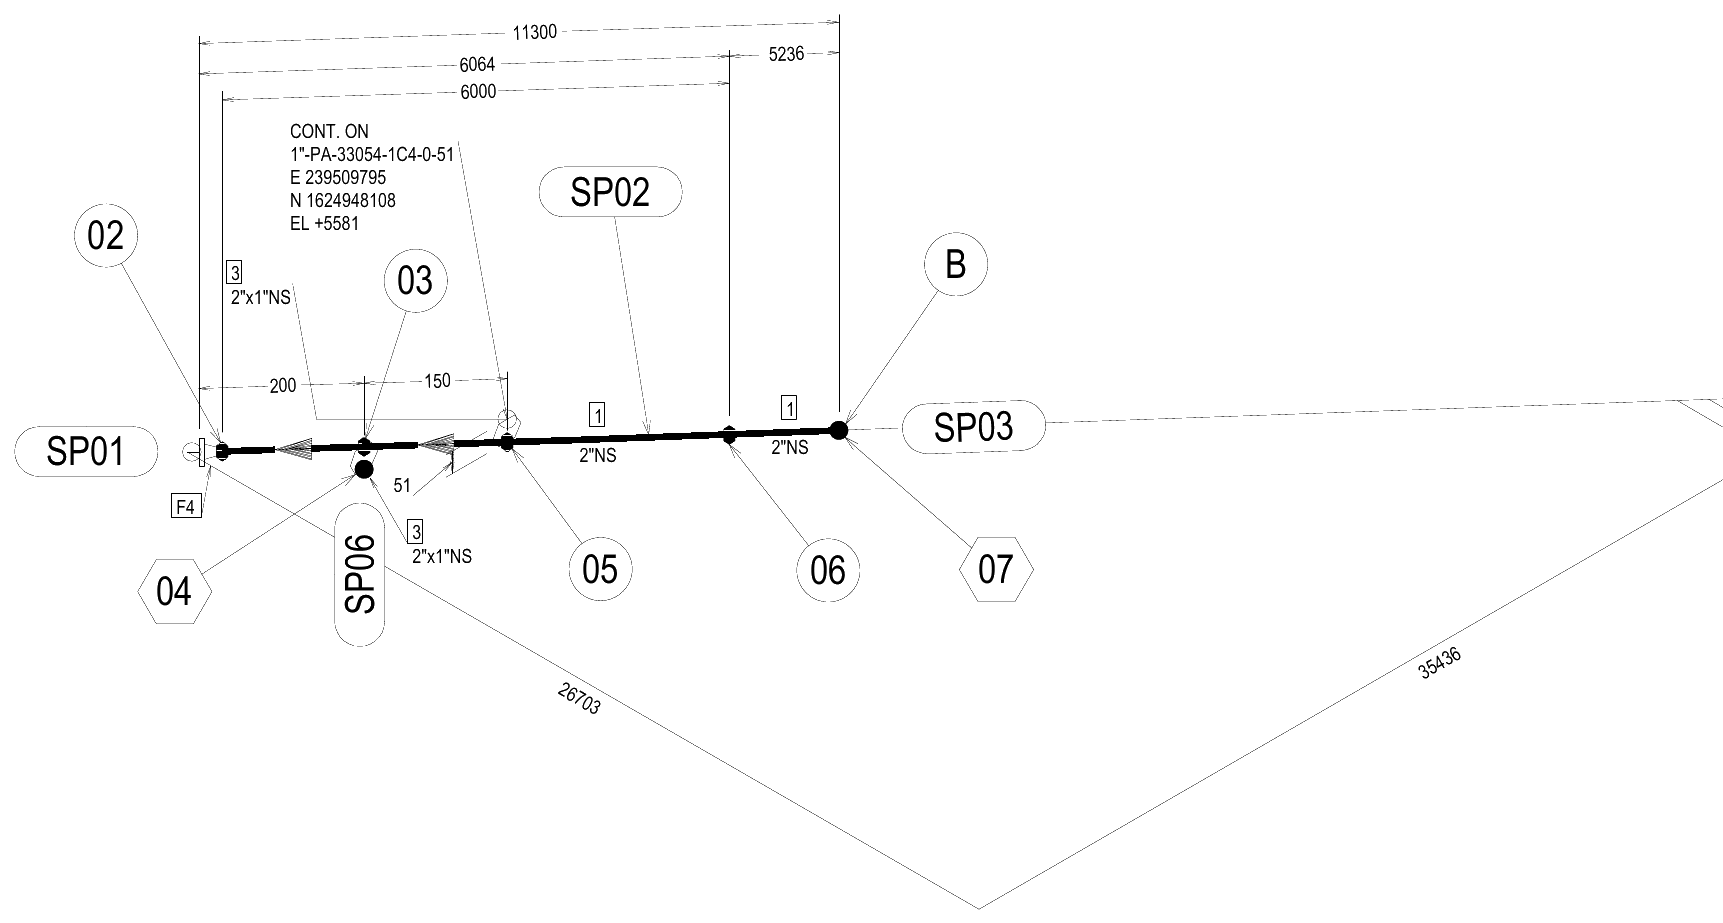 11300
6064
5236
6000
CONT. ON
1"-PA-33054-1C4-0-51
E 239509795
N 1624948108
EL +5581
SP02
02
03
B
3
2"x1"NS
200
150
1
1
SP01
SP03
2"NS
2"NS
51
F4
3
2"x1"NS
SP06
04
05
06
07
26703
35436